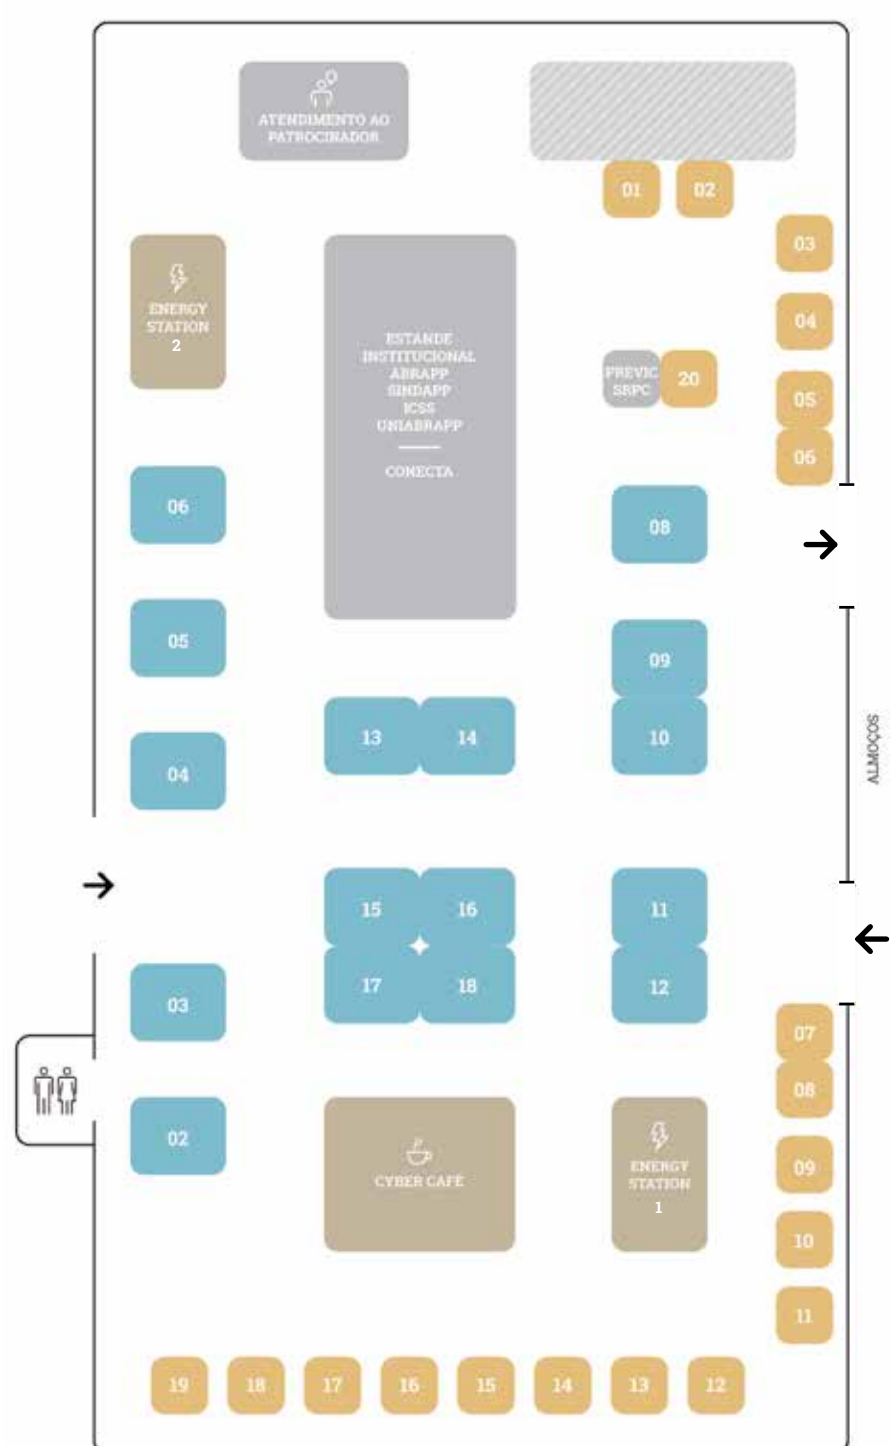 ATENDIMENTO AO
PATROCINADOR
01
02
03
ENERGY
STATION
2
04
ESTANDE
INSTITUCIONAL
ABRAPP
SINDAPP
ICSS
UNIABRAPP
CONECTA
PREVIC
SRPC
20
05
06
06
08
05
09
13
14
10
04
ALMOÇOS
15
16
11
17
18
12
03
07
08
02
CYBER CAFÉ
ENERGY
STATION
1
09
10
11
19
18
17
16
15
14
13
12